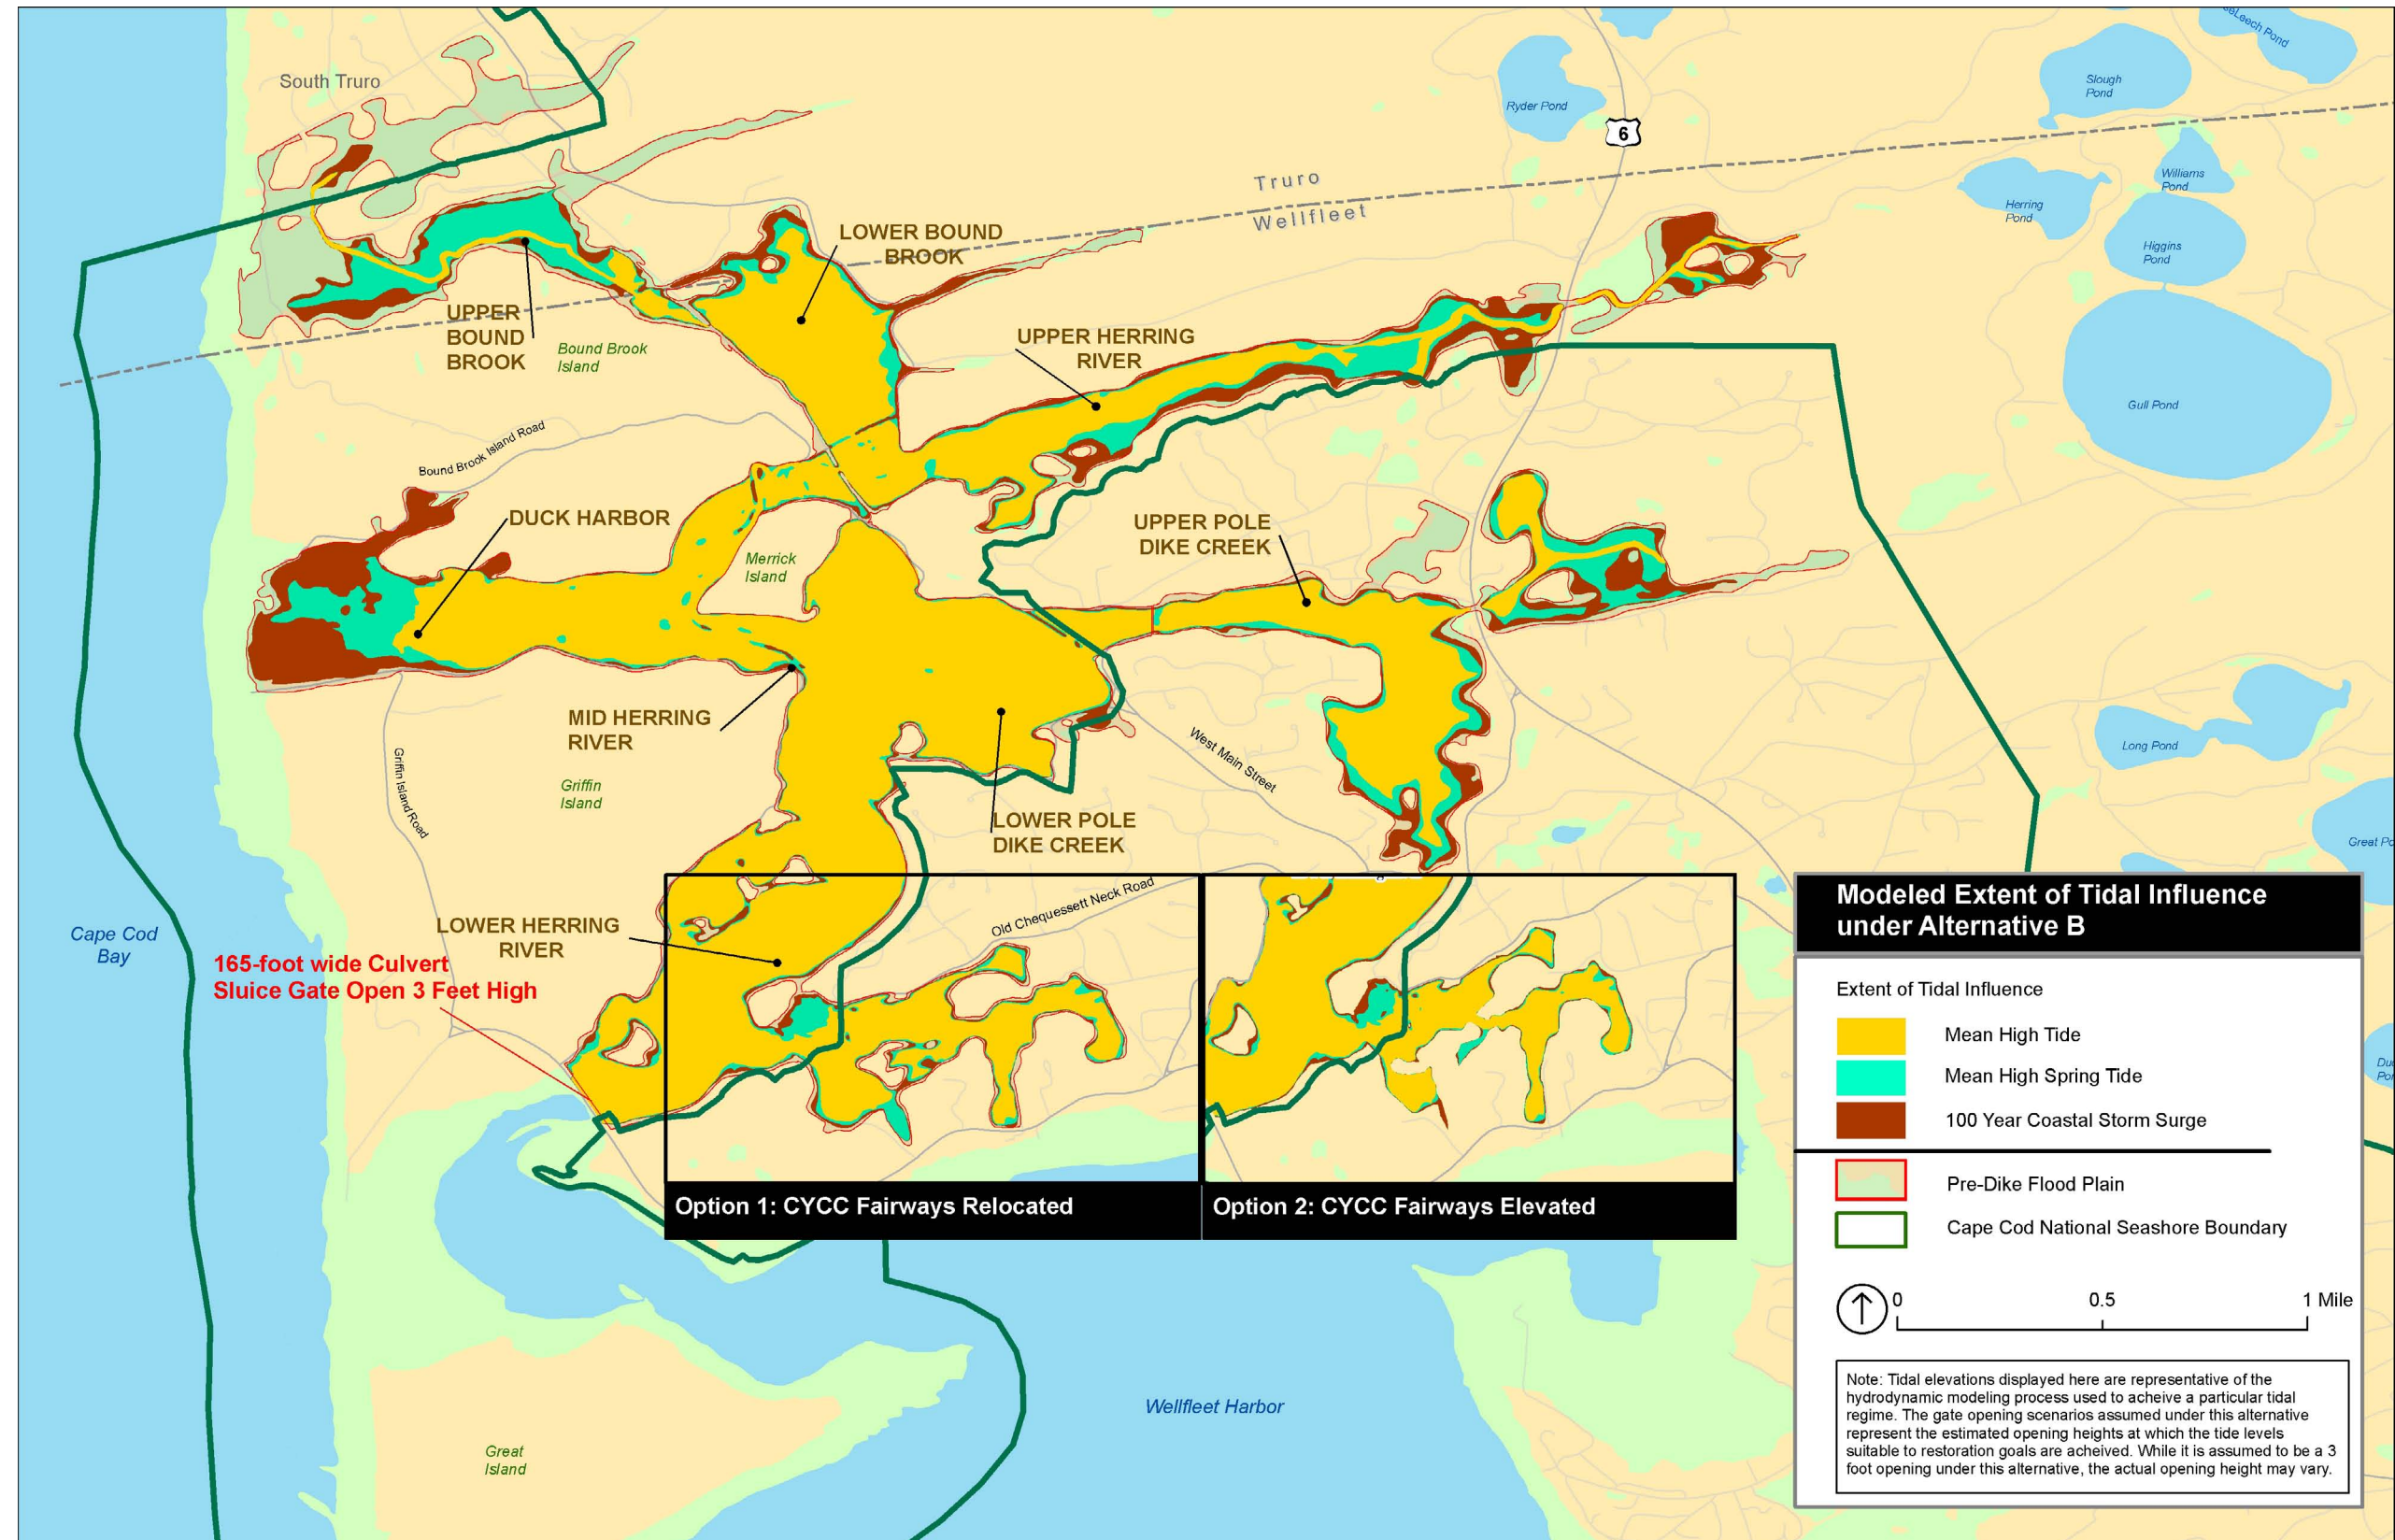 South Truro
LeLeech Pond
Slough
Pond
Ryder Pond
6
Truro
Wellfleet
Williams
Pond
Herring
Pond
Higgins
Pond
LOWER BOUND
BROOK
UPPER
BOUND
BROOK
Bound Brook
Island
UPPER HERRING
RIVER
Gull Pond
Bound Brook Island Road
DUCK HARBOR
UPPER POLE
DIKE CREEK
Merrick
Island
MID HERRING
RIVER
West Main Street
Long Pond
Griffin Island Road
Griffin
Island
LOWER POLE
DIKE CREEK
Great Po
LOWER HERRING
RIVER
Old Chequessett Neck Road
Cape Cod
Bay
165-foot wide Culvert
Sluice Gate Open 3 Feet High
Du
Po
Option 1: CYCC Fairways Relocated
Option 2: CYCC Fairways Elevated
Wellfleet Harbor
Great
Island
Modeled Extent of Tidal Influence
under Alternative B
Extent of Tidal Influence
Mean High Tide
Mean High Spring Tide
100 Year Coastal Storm Surge
Pre-Dike Flood Plain
Cape Cod National Seashore Boundary
0 0.5 1 Mile
Note: Tidal elevations displayed here are representative of the
hydrodynamic modeling process used to acheive a particular tidal
regime. The gate opening scenarios assumed under this alternative
represent the estimated opening heights at which the tide levels
suitable to restoration goals are acheived. While it is assumed to be a 3
foot opening under this alternative, the actual opening height may vary.